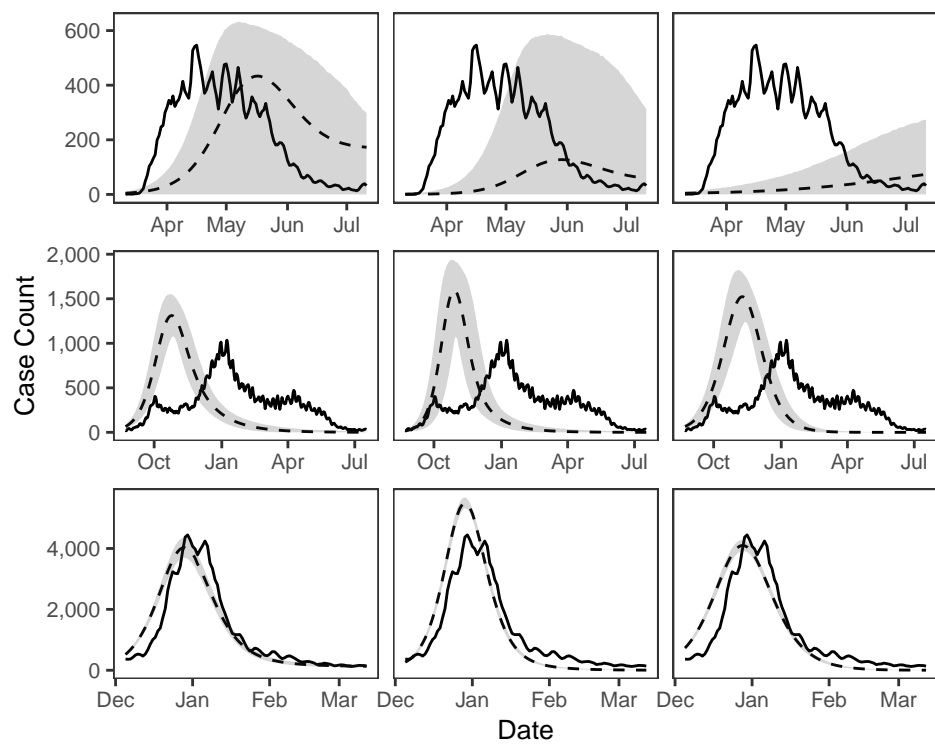 600
400
200
0
Apr May Jun Jul Apr May Jun Jul Apr May Jun Jul
2,000
1,500
1,000
500
0
Oct Jan Apr Jul Oct Jan Apr Jul Oct Jan Apr Jul
Case Count
4,000
2,000
0
Dec Jan Feb Mar Dec Jan Feb Mar Dec Jan Feb Mar
Date